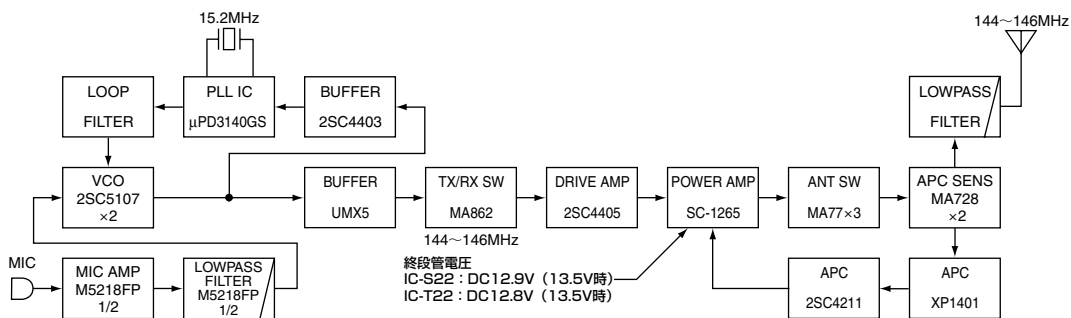 15.2MHz
144～146MHz
LOOP
FILTER
PLL IC
μPD3140GS
BUFFER
2SC4403
LOWPASS
FILTER
VCO
2SC5107
×2
BUFFER
UMX5
TX/RX SW
MA862
DRIVE AMP
2SC4405
POWER AMP
SC-1265
ANT SW
MA77×3
APC SENS
MA728
×2
144～146MHz
MIC
MIC AMP
M5218FP
1/2
LOWPASS
FILTER
M5218FP
1/2
終段管電圧
IC-S22：DC12.9V（13.5V時）
IC-T22：DC12.8V（13.5V時）
APC
2SC4211
APC
XP1401